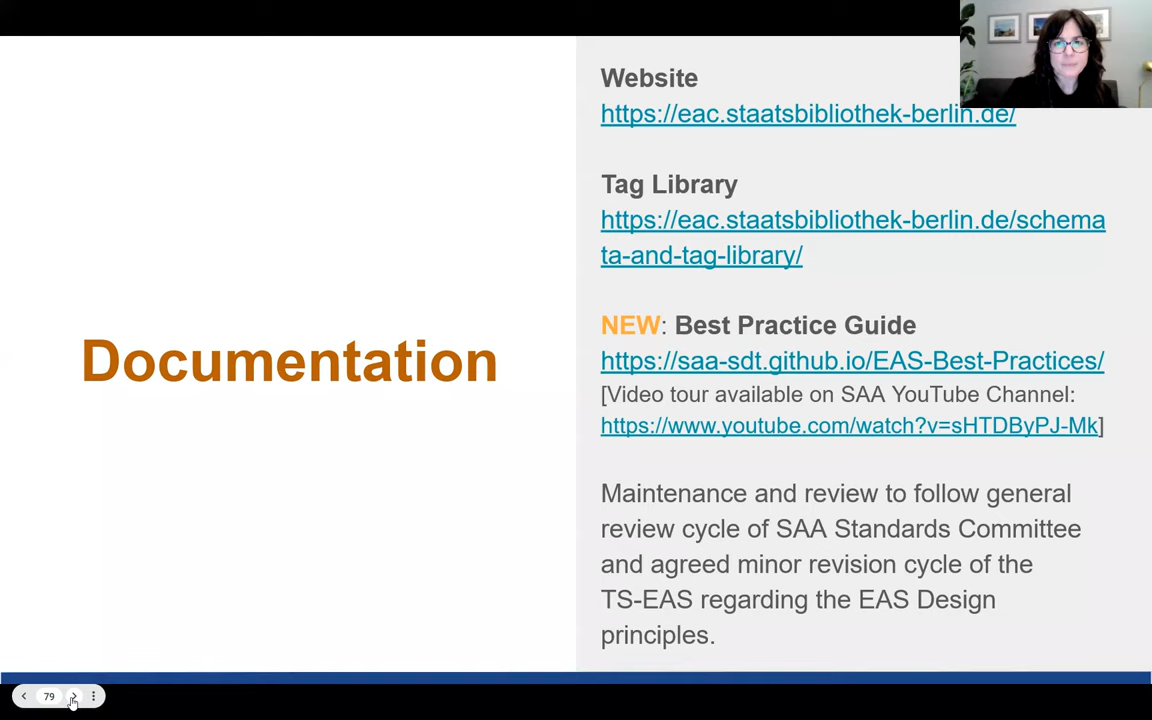 Website
https://eac.staatsbibliothek-berlin.de/
Tag Library
https://eac.staatsbibliothek-berlin.de/schema
ta-and-tag-library/
Documentation
NEW: Best Practice Guide
https://saa-sdt.github.io/EAS-Best-Practices/
[Video tour available on SAA YouTube Channel:
https://www.youtube.com/watch?v=sHTDByPJ-Mk]
Maintenance and review to follow general
review cycle of SAA Standards Committee
and agreed minor revision cycle of the
TS-EAS regarding the EAS Design
principles.
79